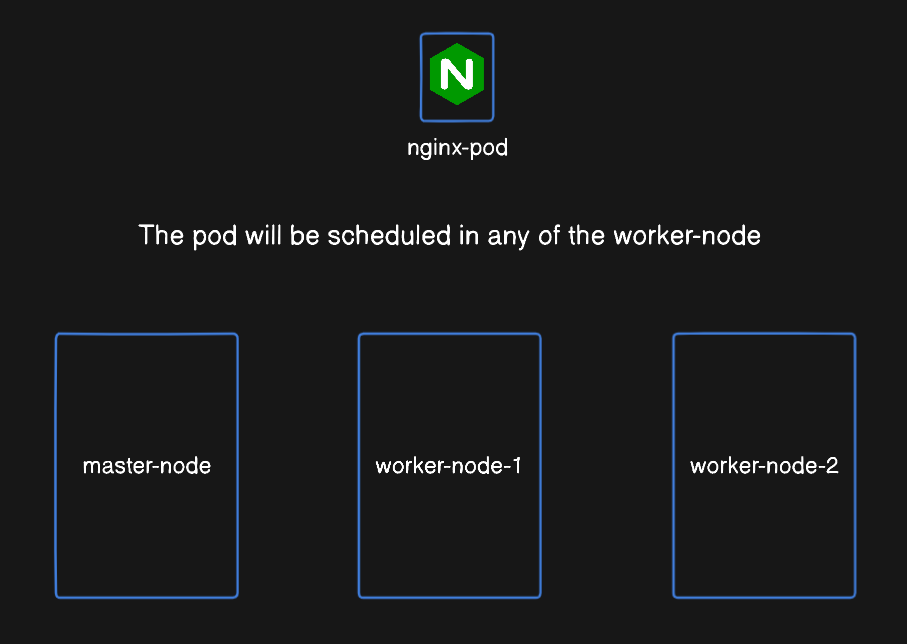 N
nginx-pod
The pod will be scheduled in any of the worker-node
master-node
worker-node-1
worker-node-2